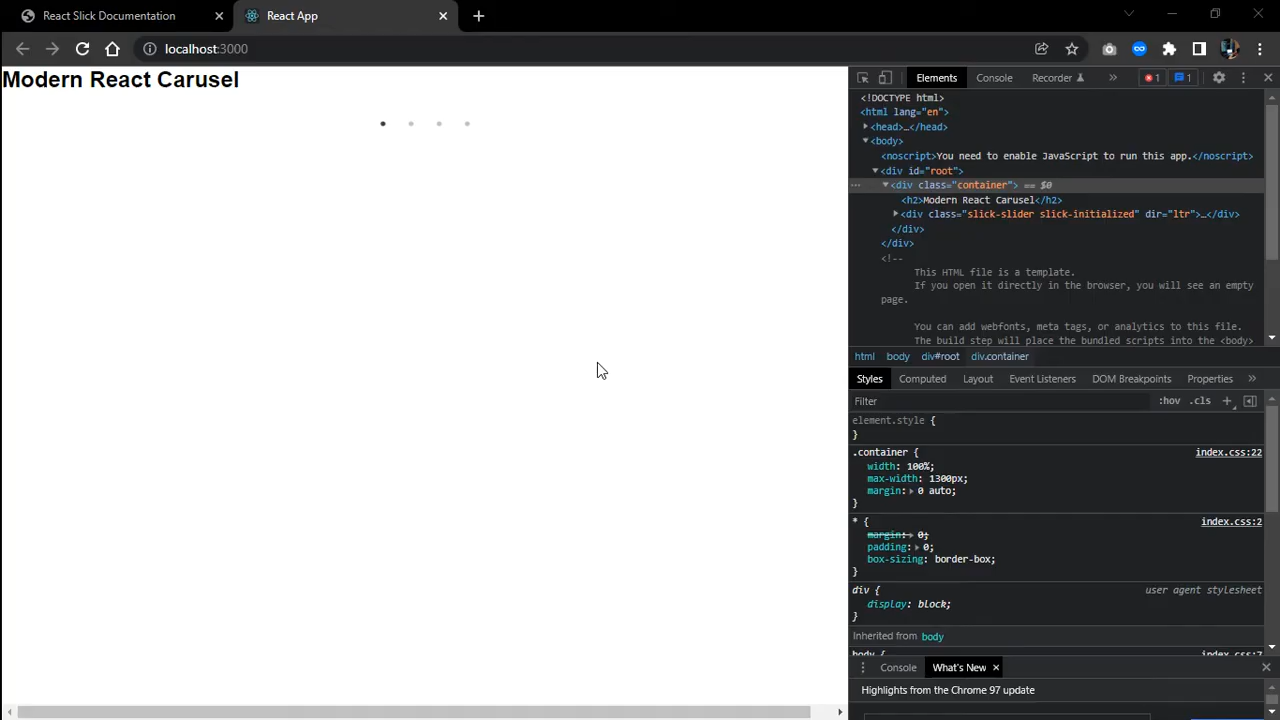 React Slick Documentation
React App
localhost:3000
Modern React Carusel
Elements
Console
Recorder
»
1
1
<!DOCTYPE html>
<html lang="en">
<head>…</head>
<body>
<noscript>You need to enable JavaScript to run this app.</noscript>
<div id="root">
<div class="container"> == $0
<h2>Modern React Carusel</h2>
<div class="slick-slider slick-initialized" dir="ltr">…</div>
</div>
</div>
<!--
This HTML file is a template.
If you open it directly in the browser, you will see an empty
page.
You can add webfonts, meta tags, or analytics to this file.
The build step will place the bundled scripts into the <body>
html body div#root div.container
Styles Computed Layout Event Listeners DOM Breakpoints Properties »
Filter :hov .cls +
element.style {
}
.container { index.css:22
width: 100%;
max-width: 1300px;
margin: 0 auto;
}
* { index.css:2
margin: 0;
padding: 0;
box-sizing: border-box;
}
div { user agent stylesheet
display: block;
}
Inherited from body
body { index.css:7
Console What's New ×
Highlights from the Chrome 97 update